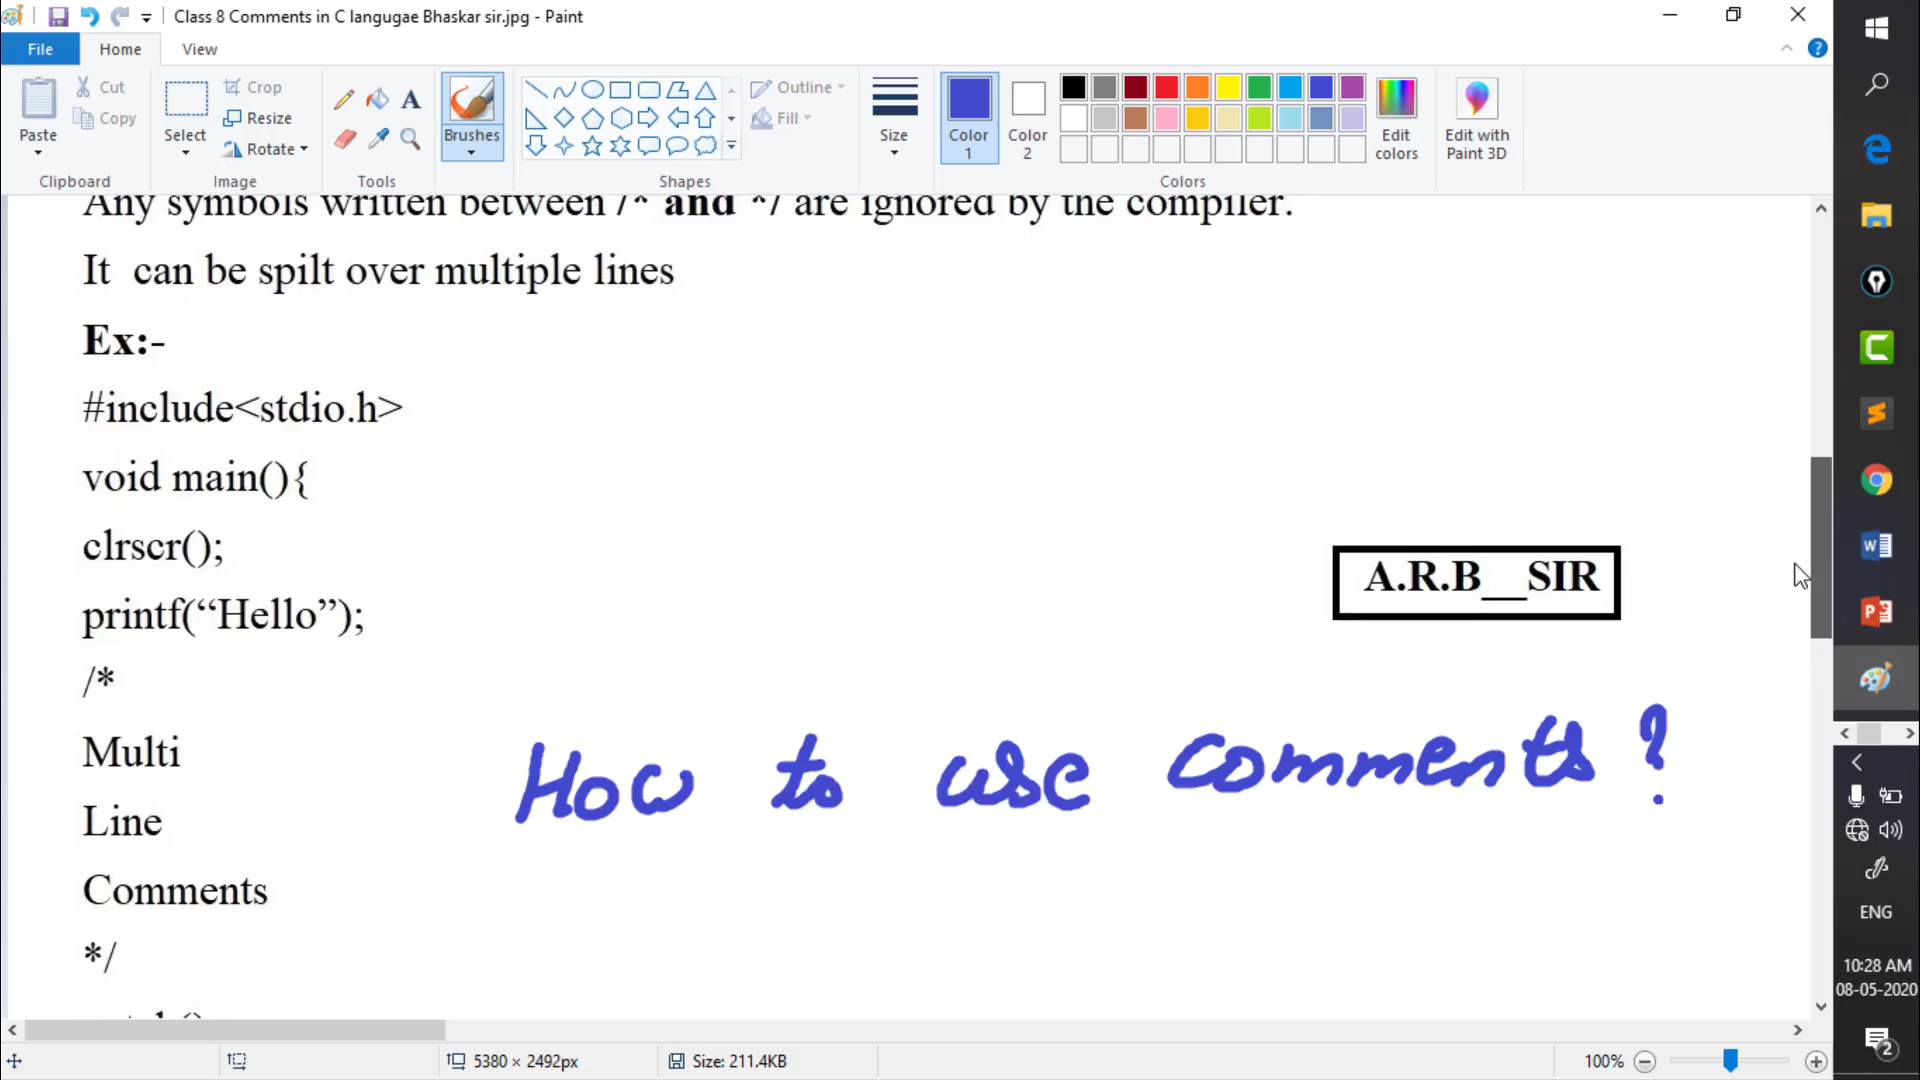 Class 8 Comments in C langugae Bhaskar sir.jpg - Paint
File Home View
Paste Cut Copy Clipboard
Select Crop Resize Rotate Image
Tools
Brushes
Shapes Outline Fill
Size
Color 1 Color 2 Edit colors Colors
Edit with Paint 3D
Any symbols written between /* and */ are ignored by the compiler.
It can be spilt over multiple lines
Ex:-
#include<stdio.h>
void main(){
clrscr();
printf(“Hello”);
A.R.B__SIR
/*
Multi
How to use comments ?
Line
Comments
*/
ENG
10:28 AM
08-05-2020
2
5380 × 2492px Size: 211.4KB 100%